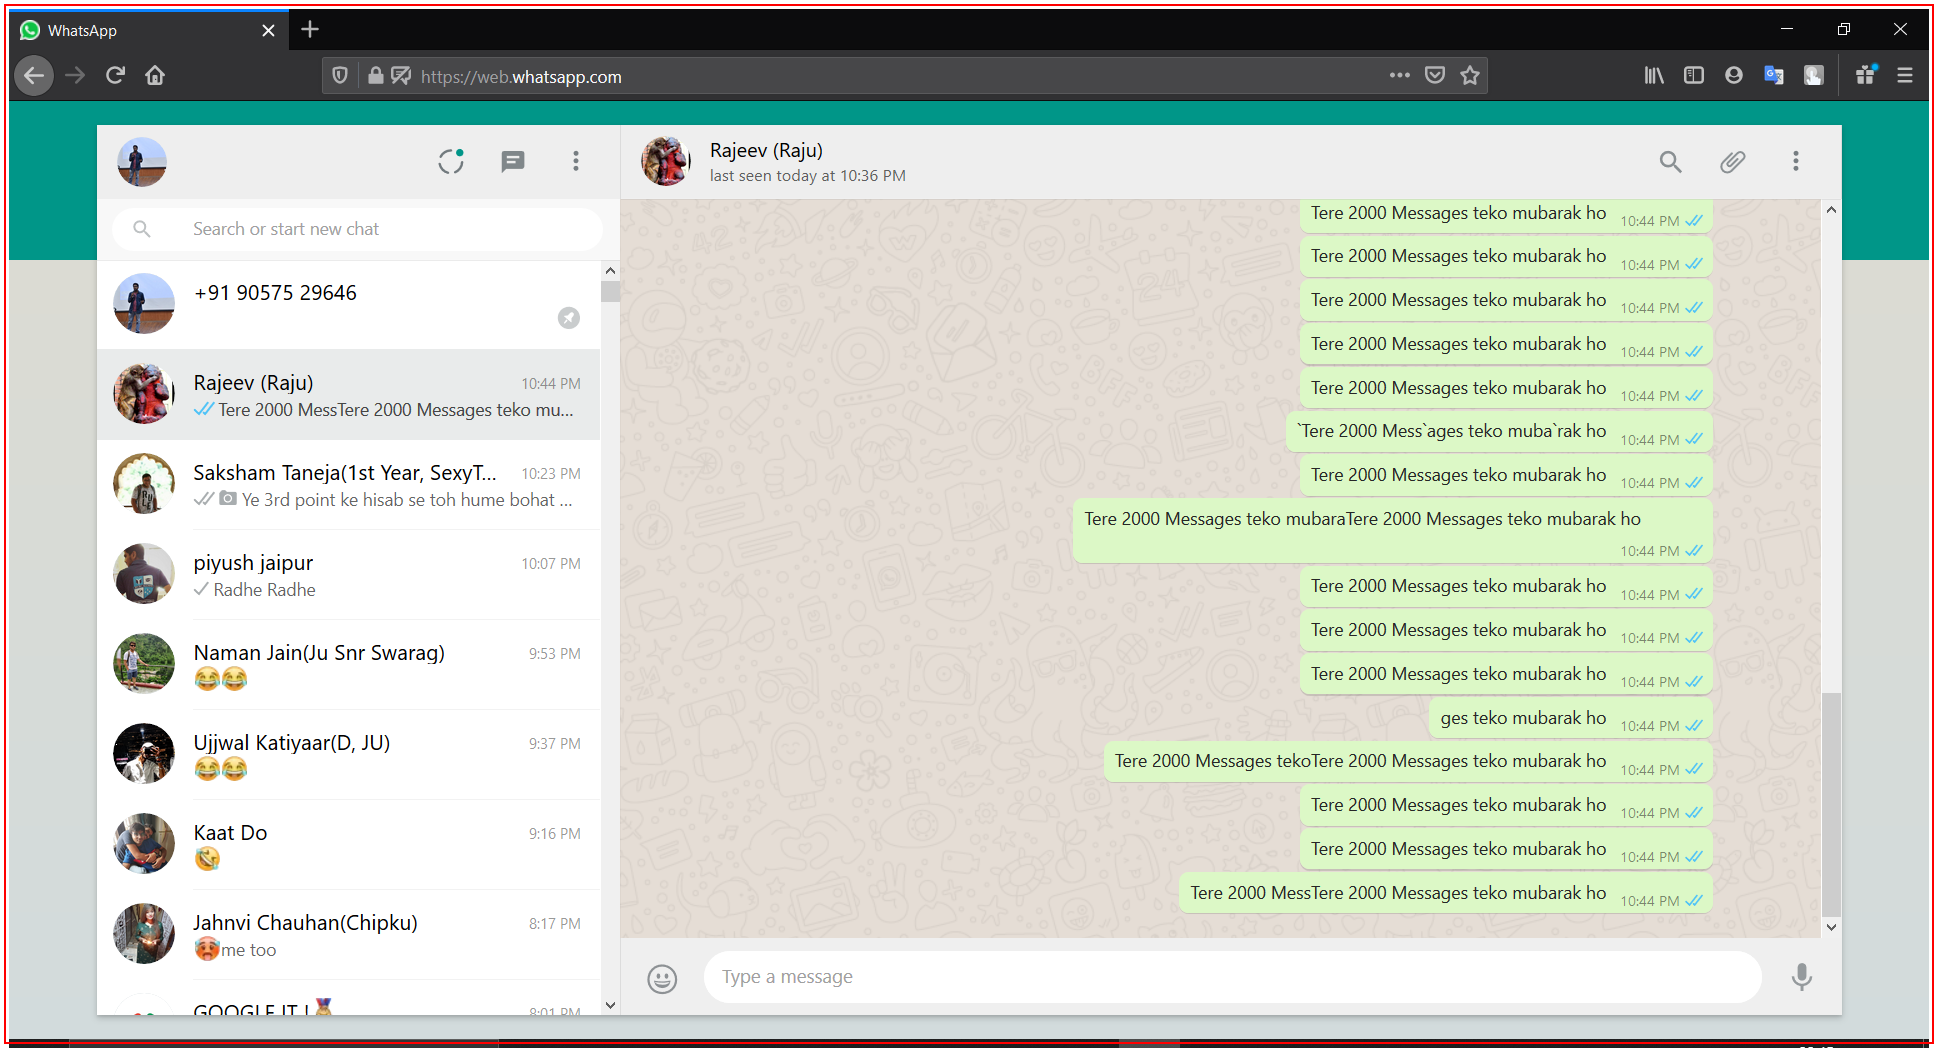 WhatsApp
https://web.whatsapp.com
Rajeev (Raju)
last seen today at 10:36 PM
Search or start new chat
+91 90575 29646
Rajeev (Raju)
10:44 PM
Tere 2000 MessTere 2000 Messages teko mu...
Saksham Taneja(1st Year, SexyT...
10:23 PM
Ye 3rd point ke hisab se toh hume bohat ...
piyush jaipur
10:07 PM
Radhe Radhe
Naman Jain(Ju Snr Swarag)
9:53 PM
😂😂
Ujjwal Katiyaar(D, JU)
9:37 PM
😂😂
Kaat Do
9:16 PM
🤣
Jahnvi Chauhan(Chipku)
8:17 PM
🥵me too
GOOGLE IT !🏅
8:01 PM
Tere 2000 Messages teko mubarak ho 10:44 PM
Tere 2000 Messages teko mubarak ho 10:44 PM
Tere 2000 Messages teko mubarak ho 10:44 PM
Tere 2000 Messages teko mubarak ho 10:44 PM
Tere 2000 Messages teko mubarak ho 10:44 PM
`Tere 2000 Mess`ages teko muba`rak ho 10:44 PM
Tere 2000 Messages teko mubarak ho 10:44 PM
Tere 2000 Messages teko mubaraTere 2000 Messages teko mubarak ho
10:44 PM
Tere 2000 Messages teko mubarak ho 10:44 PM
Tere 2000 Messages teko mubarak ho 10:44 PM
Tere 2000 Messages teko mubarak ho 10:44 PM
ges teko mubarak ho 10:44 PM
Tere 2000 Messages tekoTere 2000 Messages teko mubarak ho 10:44 PM
Tere 2000 Messages teko mubarak ho 10:44 PM
Tere 2000 Messages teko mubarak ho 10:44 PM
Tere 2000 MessTere 2000 Messages teko mubarak ho 10:44 PM
Type a message